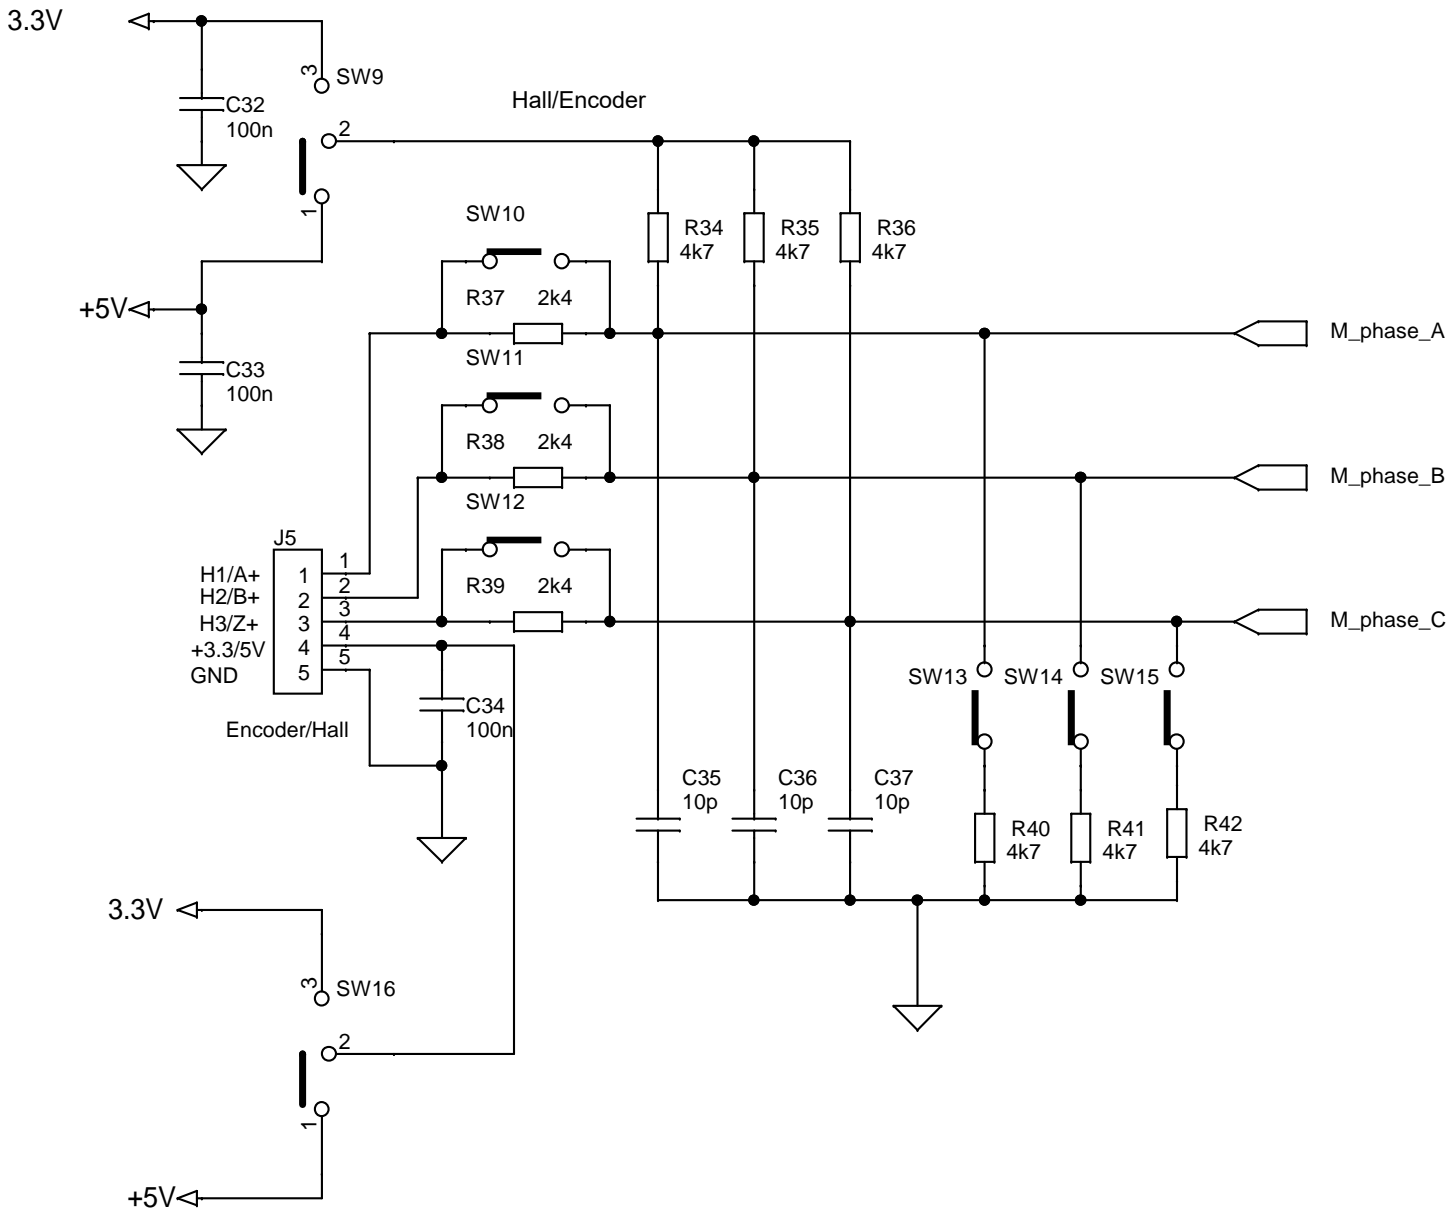 3.3V
3
SW9
C32
100n
Hall/Encoder
2
1
SW10
R34
4k7
R35
4k7
R36
4k7
R37 2k4
+5V
M_phase_A
SW11
C33
100n
R38 2k4
M_phase_B
SW12
J5
H1/A+ 1 1
H2/B+ 2 2
H3/Z+ 3 3
+3.3/5V 4 4
GND 5 5
R39 2k4
M_phase_C
SW13 SW14 SW15
C34
100n
Encoder/Hall
C35
10p
C36
10p
C37
10p
R40
4k7
R41
4k7
R42
4k7
3.3V
3
SW16
2
1
+5V